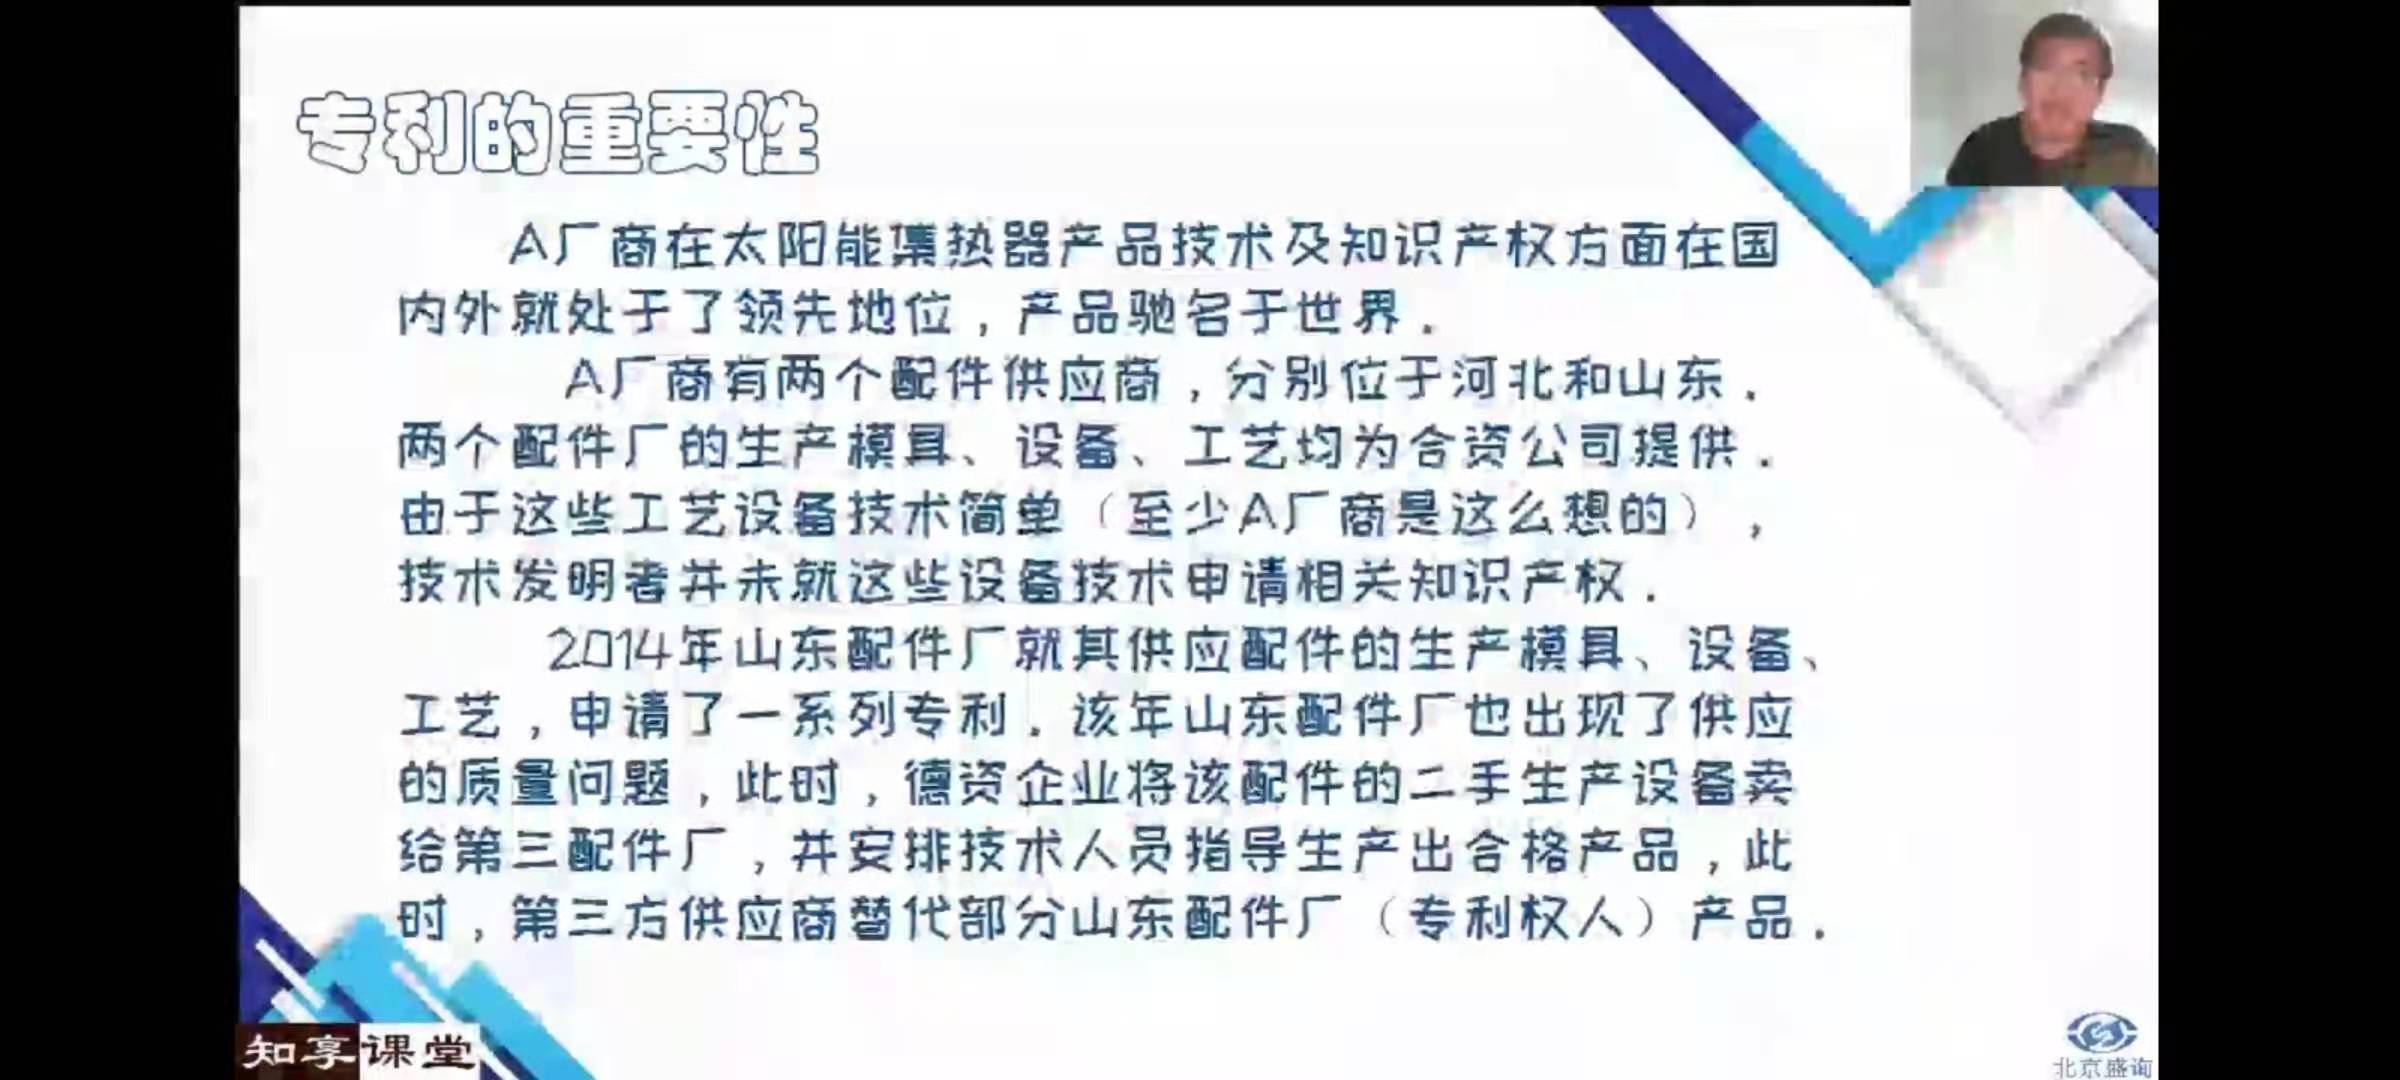 专利的重要性
A厂商在太阳能集热器产品技术及知识产权方面在国
内外就处于了领先地位，产品驰名于世界．
A厂商有两个配件供应商，分别位于河北和山东．
两个配件厂的生产模具、设备、工艺均为合资公司提供．
由于这些工艺设备技术简单（至少A厂商是这么想的），
技术发明者并未就这些设备技术申请相关知识产权．
2014年山东配件厂就其供应配件的生产模具、设备、
工艺，申请了一系列专利．该年山东配件厂也出现了供应
的质量问题，此时，德资企业将该配件的二手生产设备卖
给第三配件厂，并安排技术人员指导生产出合格产品，此
时，第三方供应商替代部分山东配件厂（专利权人）产品．
知享课堂
北京盛询